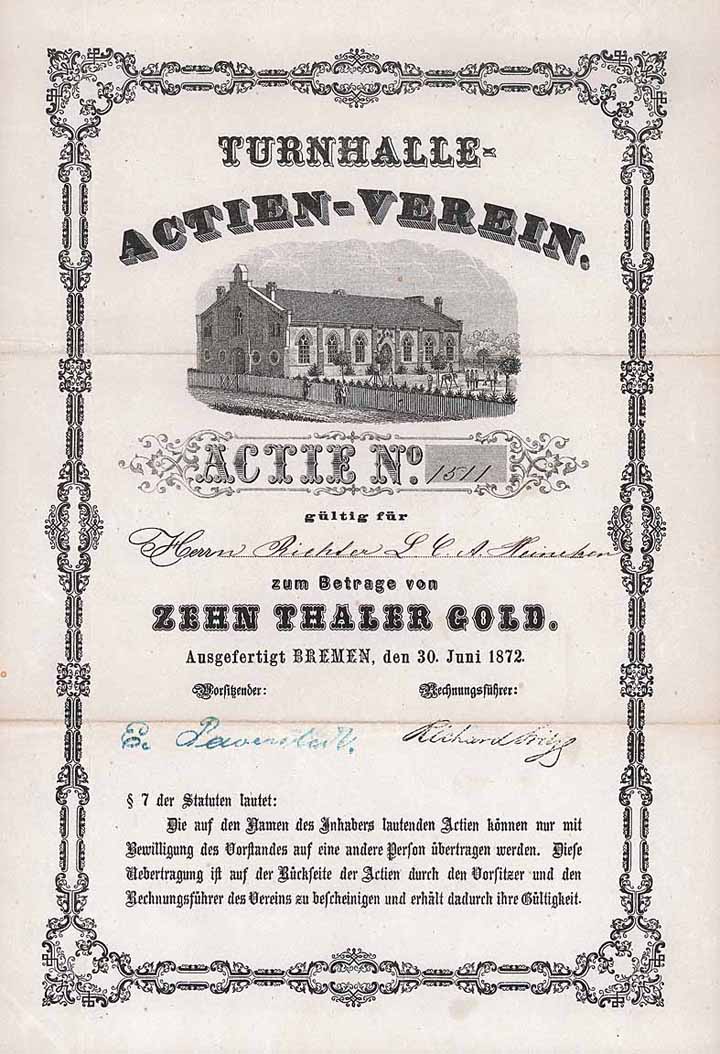 TURNHALLE-
ACTIEN-VEREIN.
ACTIE No. 1511
gültig für
Herrn Richter L C. A. Heineken
zum Betrage von
ZEHN THALER GOLD.
Ausgefertigt BREMEN, den 30. Juni 1872.
Vorsitzender: Rechnungsführer:
E. Pavenstedt. Richard Fritze
§ 7 der Statuten lautet:
Die auf den Namen des Inhabers lautenden Actien können nur mit
Bewilligung des Vorstandes auf eine andere Person übertragen werden. Diese
Uebertragung ist auf der Rückseite der Actien durch den Vorsitzer und den
Rechnungsführer des Vereins zu bescheinigen und erhält dadurch ihre Gültigkeit.